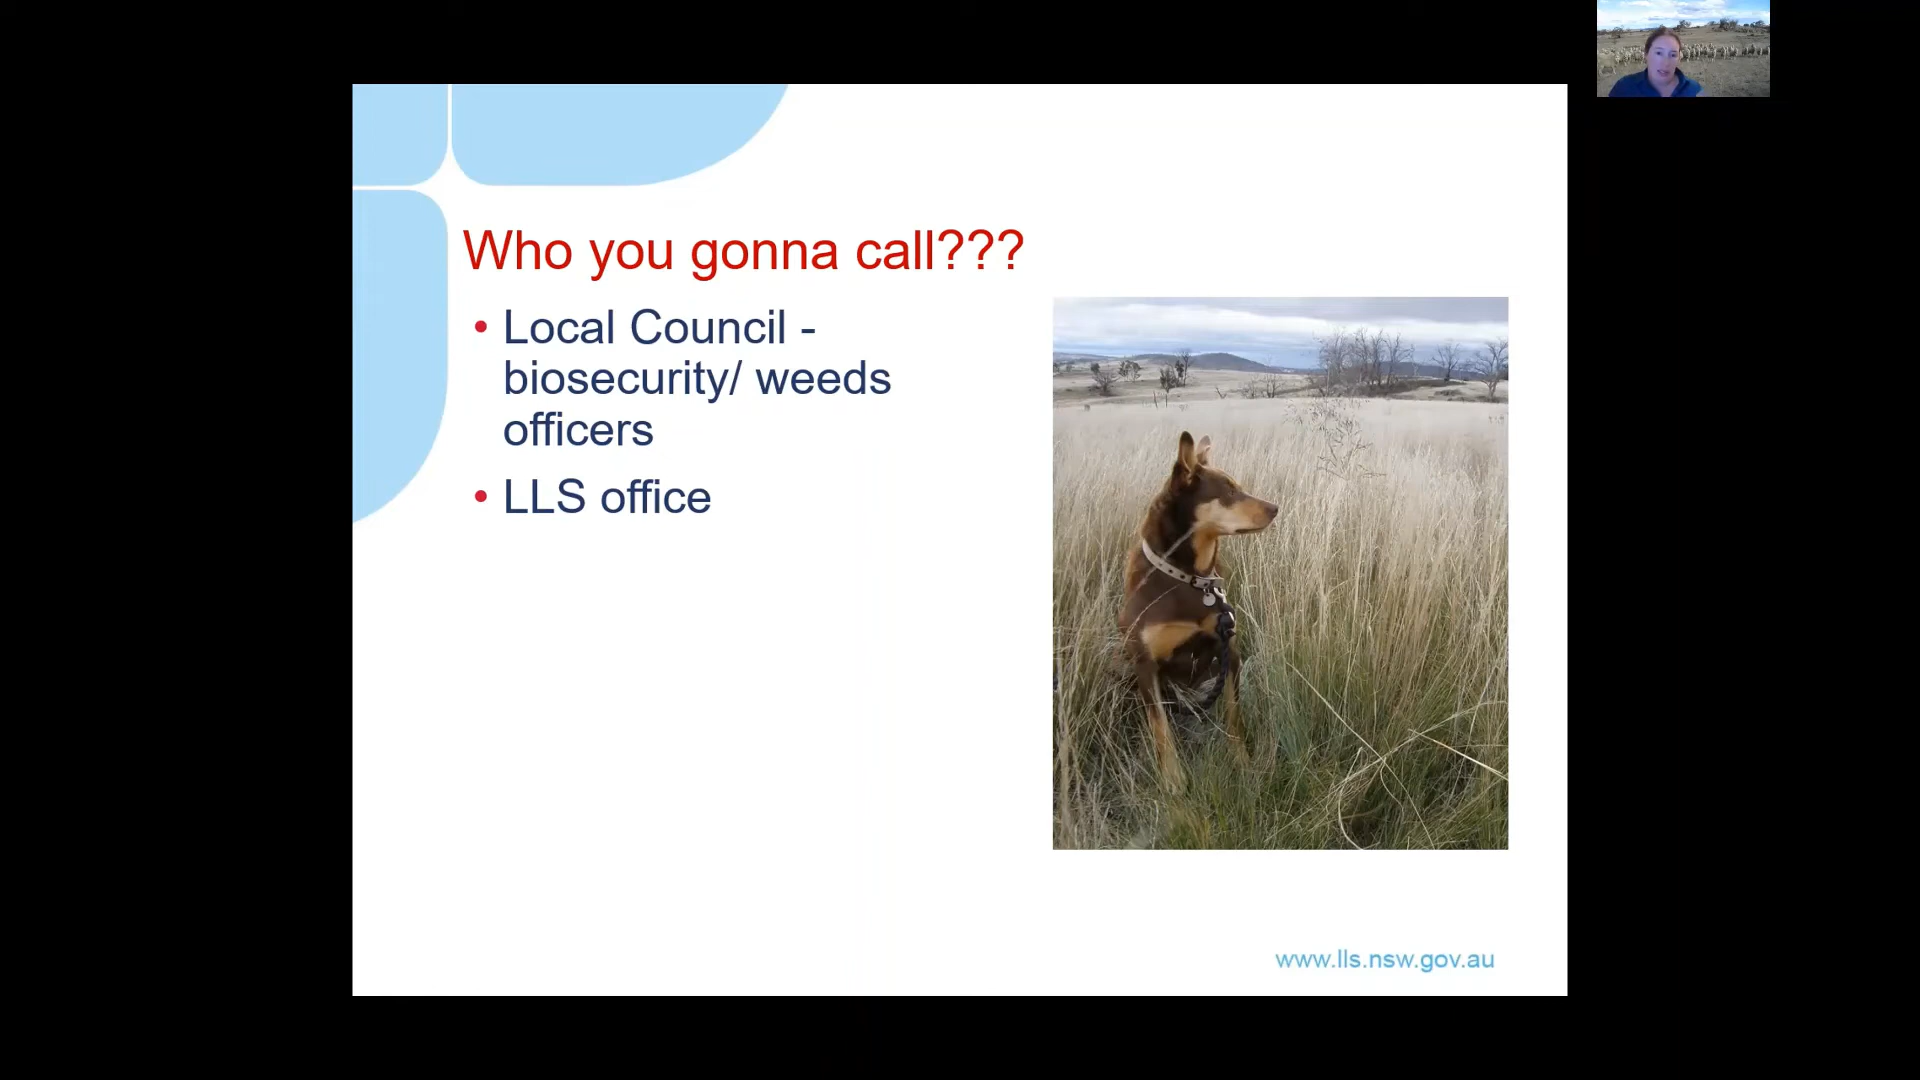 Who you gonna call???
• Local Council -
biosecurity/ weeds
officers
• LLS office
www.lls.nsw.gov.au